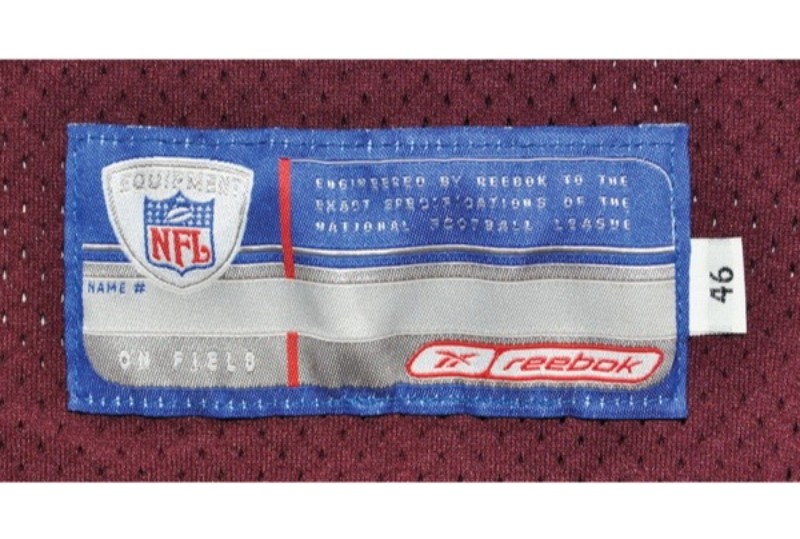 EQUIPMENT
NFL
ENGINEERED BY REEBOK TO THE
EXACT SPECIFICATIONS OF THE
NATIONAL FOOTBALL LEAGUE
NAME #
ON FIELD
reebok
46